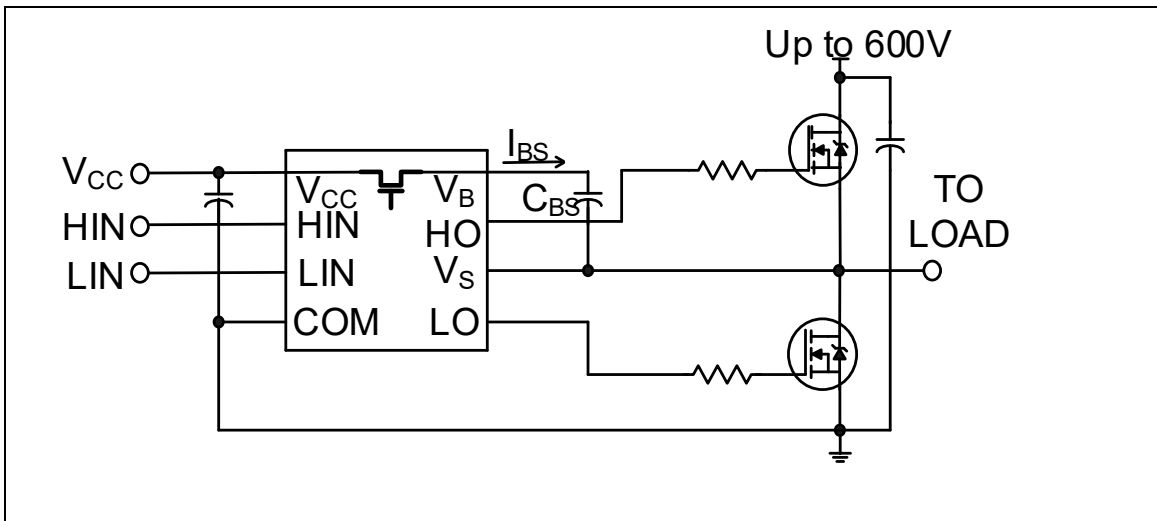 Up to 600V
I_BS
V_CC
V_CC
V_B
C_BS
TO
LOAD
HIN
HIN
HO
LIN
LIN
V_S
COM
LO